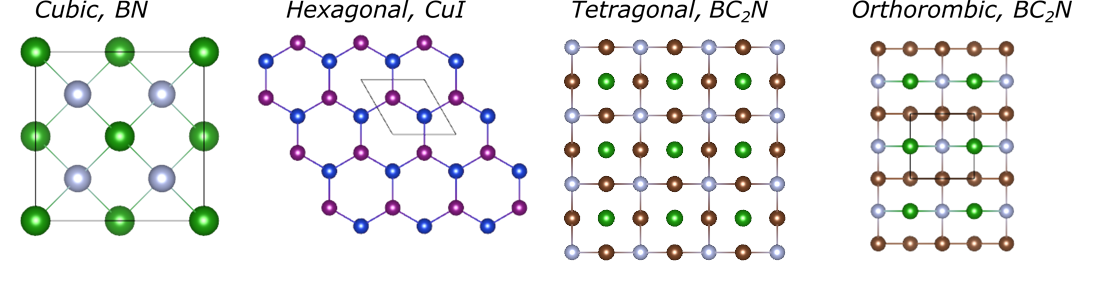 Cubic, BN
Hexagonal, CuI
Tetragonal, BC₂N
Orthorombic, BC₂N